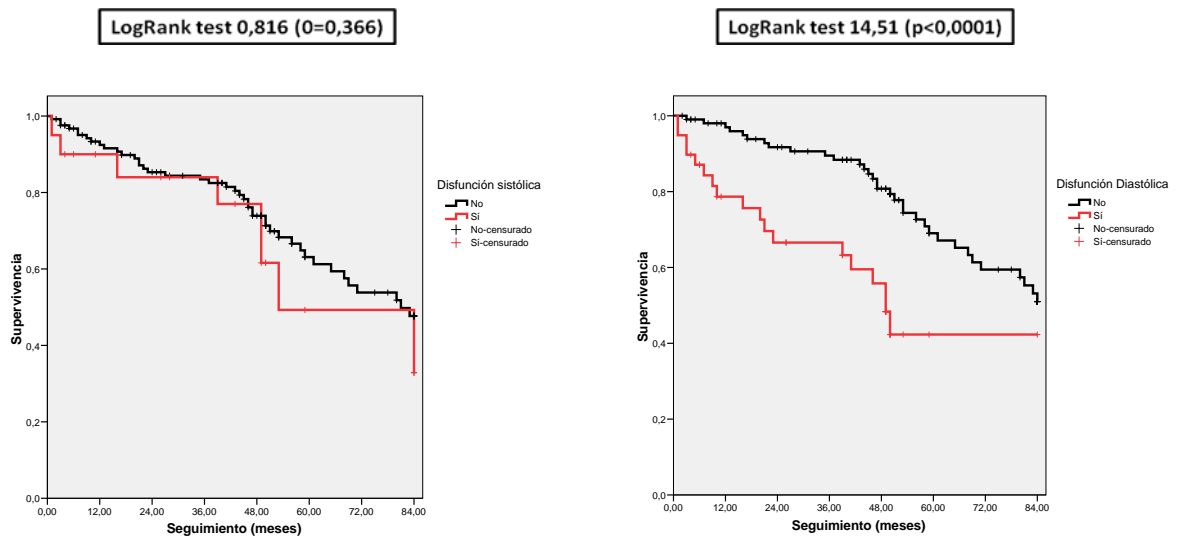 LogRank test 0,816 (0=0,366)
1,0
0,8
0,6
0,4
0,2
0,0
Supervivencia
0,00 12,00 24,00 36,00 48,00 60,00 72,00 84,00
Seguimiento (meses)
Disfunción sistólica
No
Sí
No-censurado
Sí-censurado
LogRank test 14,51 (p<0,0001)
1,0
0,8
0,6
0,4
0,2
0,0
Supervivencia
0,00 12,00 24,00 36,00 48,00 60,00 72,00 84,00
Seguimiento (meses)
Disfunción Diastólica
No
Sí
No-censurado
Sí-censurado